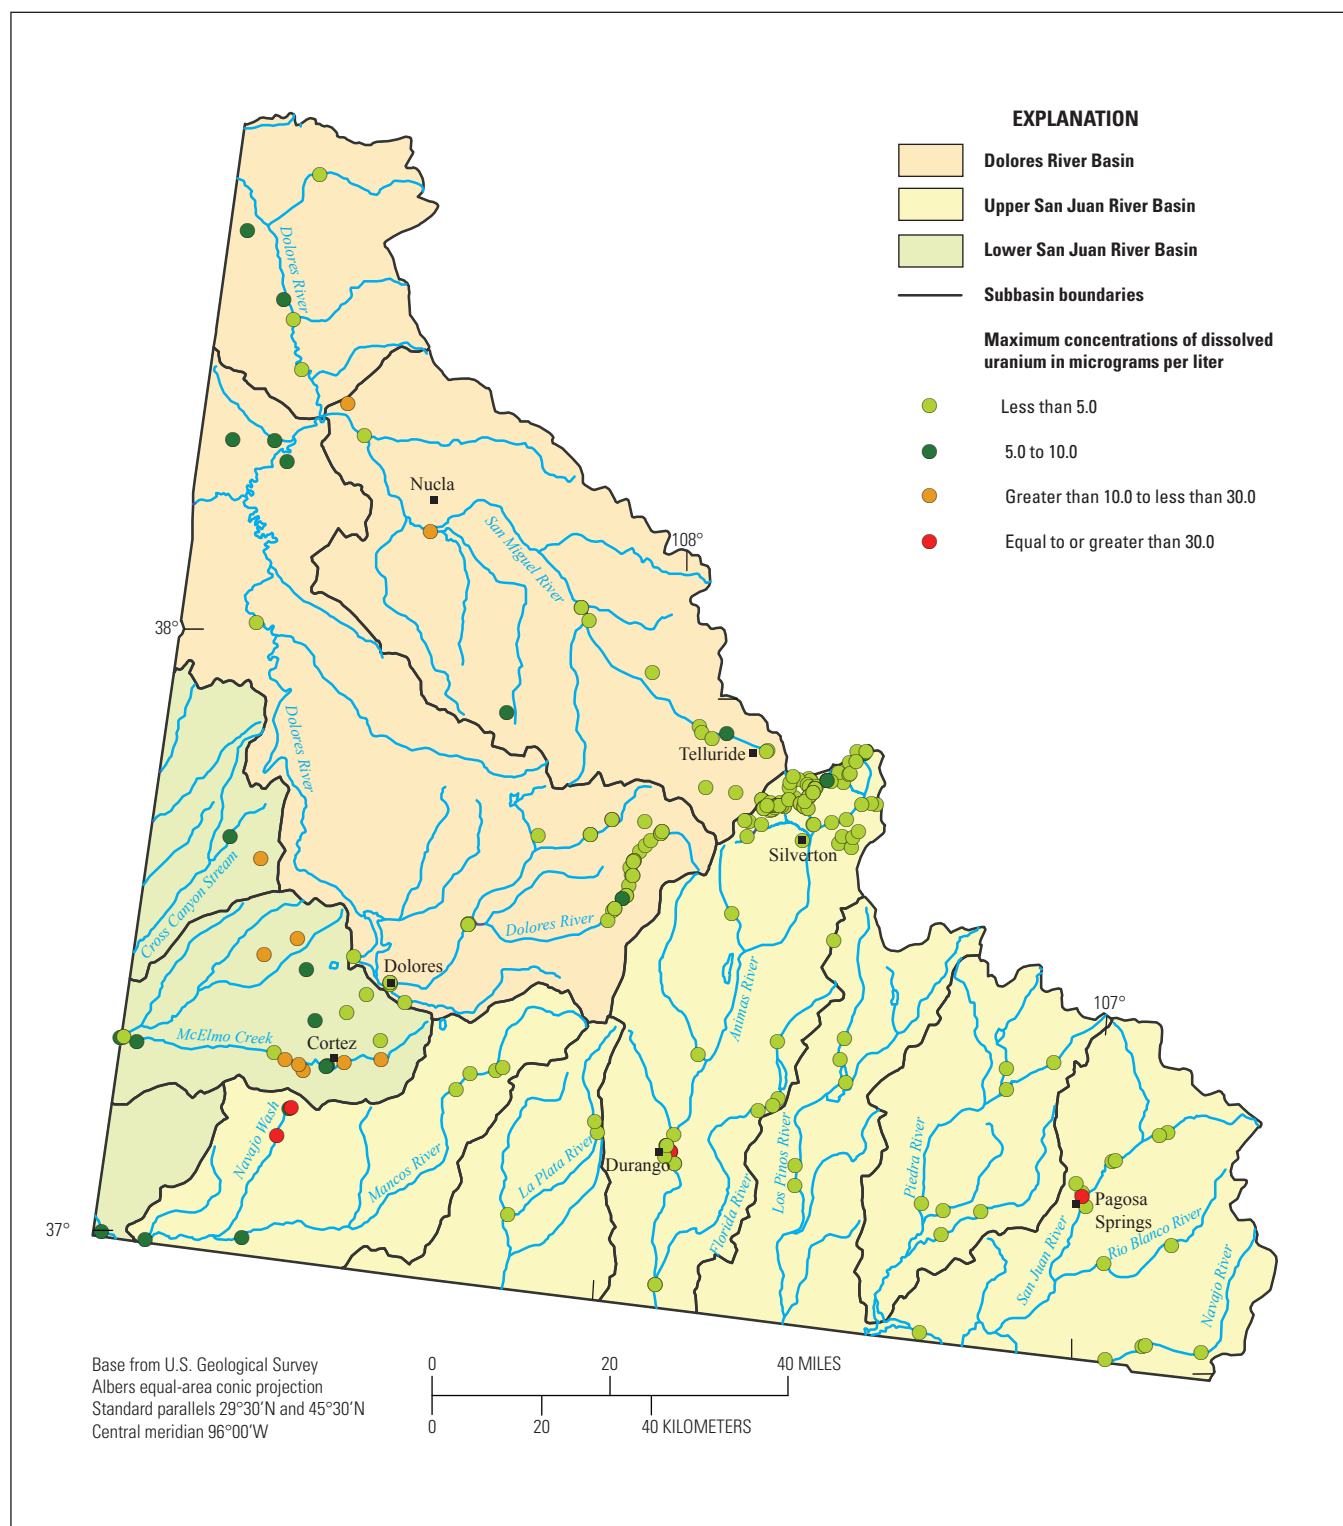 EXPLANATION
Dolores River Basin
Upper San Juan River Basin
Lower San Juan River Basin
Subbasin boundaries
Maximum concentrations of dissolved
uranium in micrograms per liter
Less than 5.0
5.0 to 10.0
Greater than 10.0 to less than 30.0
Equal to or greater than 30.0
Dolores River
Nucla
San Miguel River
108°
38°
Dolores River
Telluride
Silverton
Cross Canyon Stream
Dolores River
Dolores
Animas River
107°
McElmo Creek
Cortez
Navajo Wash
Mancos River
La Plata River
Durango
Florida River
Los Pinos River
Piedra River
Pagosa
Springs
San Juan River
Rio Blanco River
Navajo River
37°
Base from U.S. Geological Survey
Albers equal-area conic projection
Standard parallels 29°30'N and 45°30'N
Central meridian 96°00'W
0 20 40 MILES
0 20 40 KILOMETERS